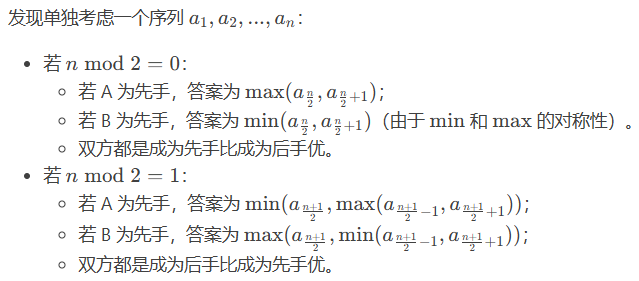 发现单独考虑一个序列 $a_1, a_2, ..., a_n$：
• 若 $n \bmod 2 = 0$：
◦ 若 A 为先手，答案为 $\max(a_{\frac{n}{2}}, a_{\frac{n}{2}+1})$；
◦ 若 B 为先手，答案为 $\min(a_{\frac{n}{2}}, a_{\frac{n}{2}+1})$（由于 $\min$ 和 $\max$ 的对称性）。
◦ 双方都是成为先手比成为后手优。
• 若 $n \bmod 2 = 1$：
◦ 若 A 为先手，答案为 $\min(a_{\frac{n+1}{2}}, \max(a_{\frac{n+1}{2}-1}, a_{\frac{n+1}{2}+1}))$；
◦ 若 B 为先手，答案为 $\max(a_{\frac{n+1}{2}}, \min(a_{\frac{n+1}{2}-1}, a_{\frac{n+1}{2}+1}))$；
◦ 双方都是成为后手比成为先手优。